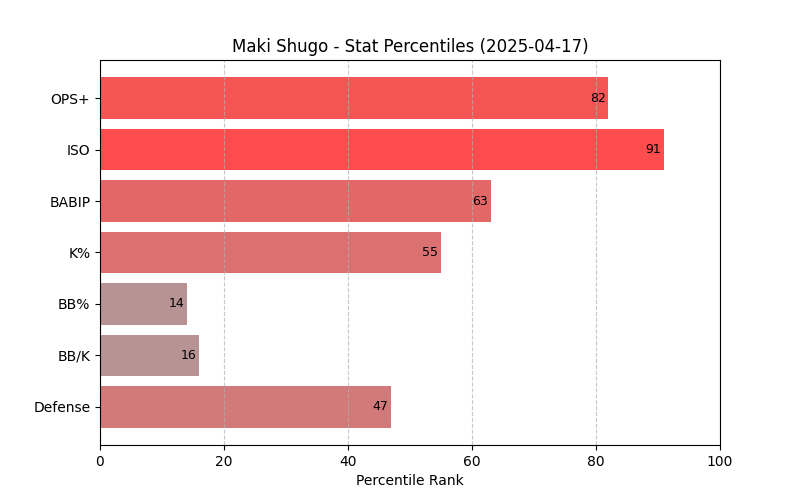 Maki Shugo - Stat Percentiles (2025-04-17)
OPS+ 82
ISO 91
BABIP 63
K% 55
BB% 14
BB/K 16
Defense 47
0 20 40 60 80 100
Percentile Rank